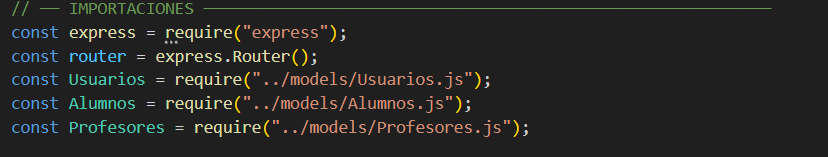 // ── IMPORTACIONES ──────────────────────────────────────────────────────────────
const express = require("express");
const router = express.Router();
const Usuarios = require("../models/Usuarios.js");
const Alumnos = require("../models/Alumnos.js");
const Profesores = require("../models/Profesores.js");